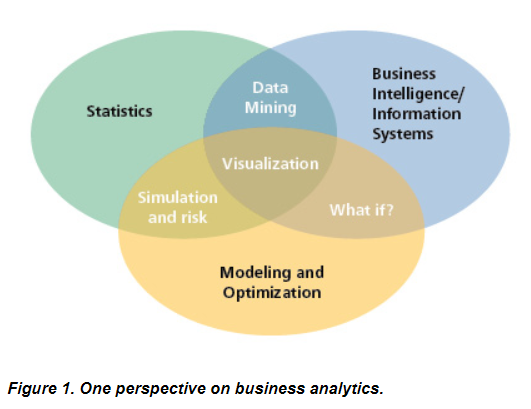 Statistics
Data
Mining
Business
Intelligence/
Information
Systems
Visualization
Simulation
and risk
What if?
Modeling and
Optimization
Figure 1. One perspective on business analytics.